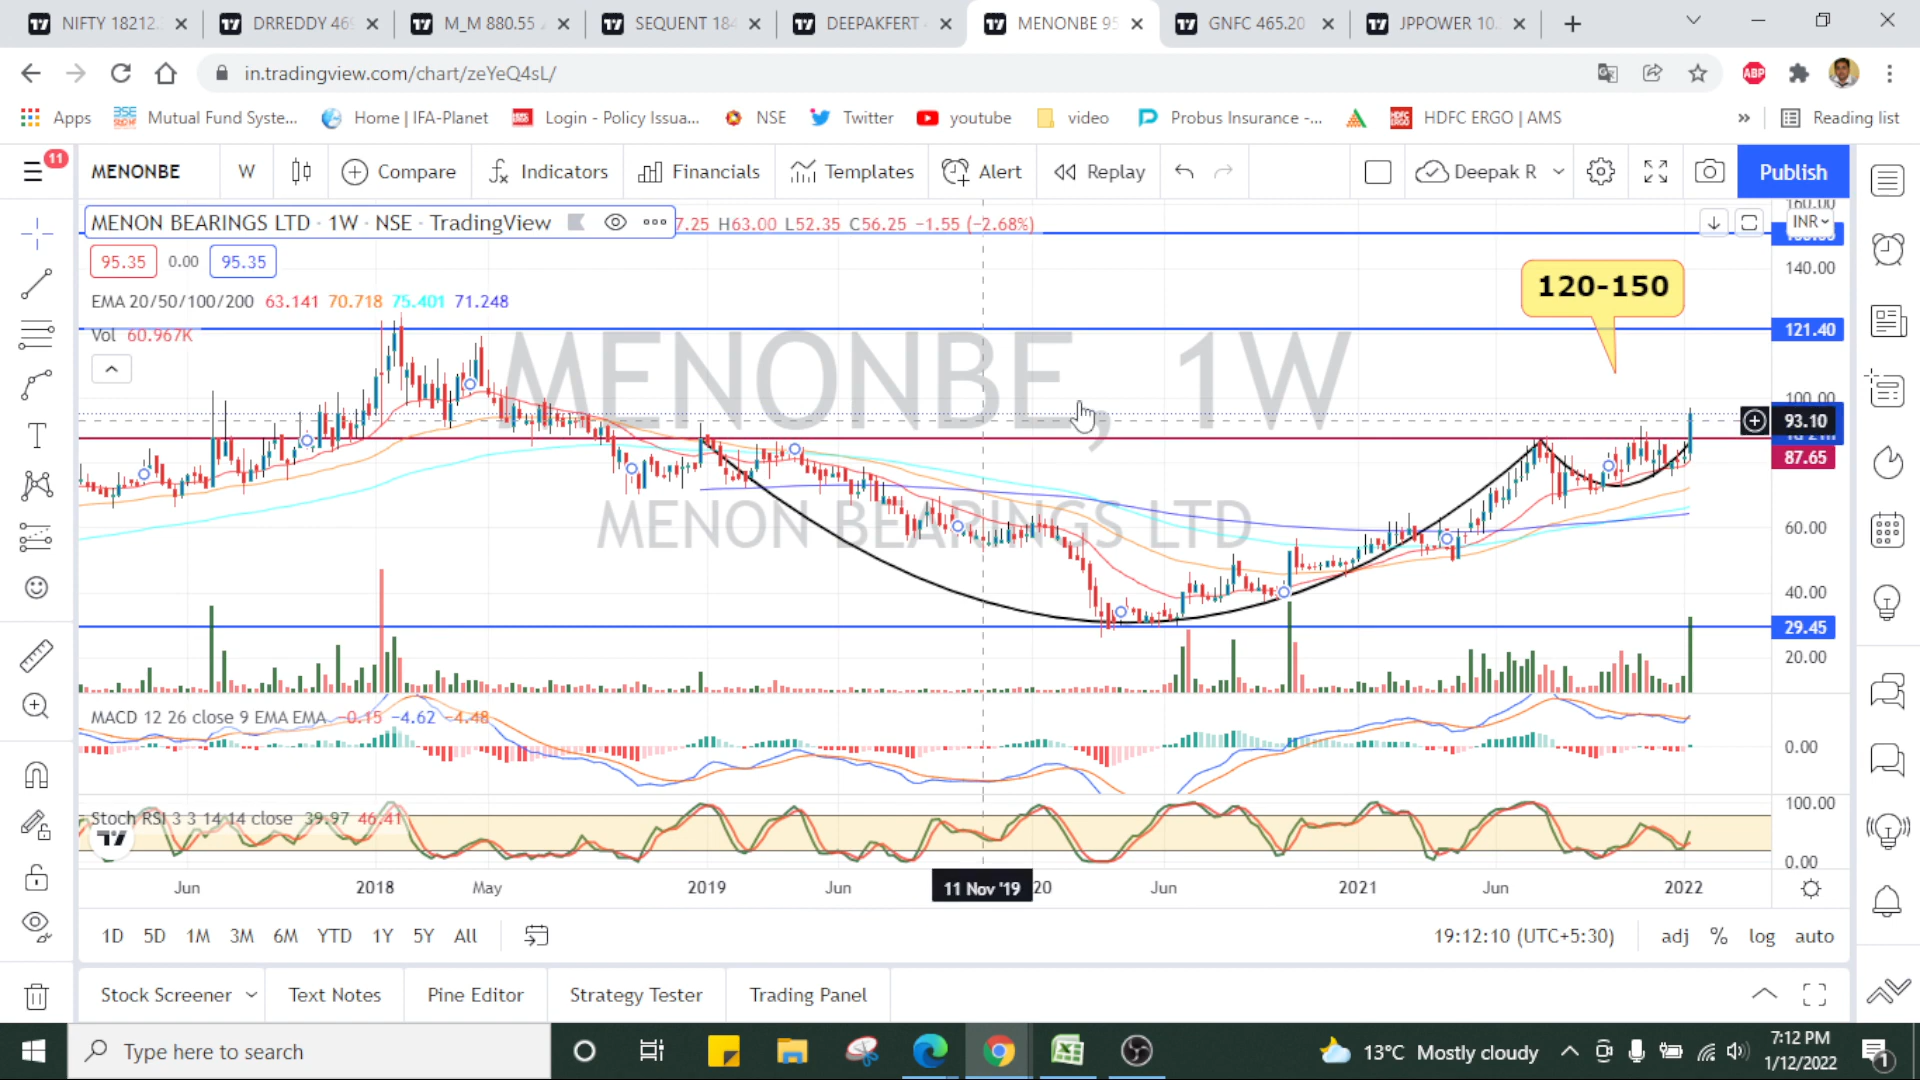 NIFTY 18212. DRREDDY 469 M_M 880.55 SEQUENT 184 DEEPAKFERT MENONBE 95 GNFC 465.20 JPPOWER 10.
in.tradingview.com/chart/zeYeQ4sL/ ABP
Apps Mutual Fund Syste... Home | IFA-Planet Login - Policy Issua... NSE Twitter youtube video Probus Insurance -... HDFC ERGO | AMS » Reading list
11 MENONBE W Compare Indicators Financials Templates Alert Replay Deepak R Publish
MENON BEARINGS LTD · 1W · NSE · TradingView 7.25 H63.00 L52.35 C56.25 −1.55 (−2.68%) 160.00 INR
95.35 0.00 95.35
120-150
140.00
EMA 20/50/100/200 63.141 70.718 75.401 71.248
Vol 60.967K
121.40
MENONBE, 1W
100.00
93.10
87.65
MENON BEARINGS LTD
60.00
40.00
29.45
20.00
MACD 12 26 close 9 EMA EMA −0.15 −4.62 −4.48
0.00
100.00
Stoch RSI 3 3 14 14 close 39.97 46.41
0.00
Jun 2018 May 2019 Jun 11 Nov '19 20 Jun 2021 Jun 2022
1D 5D 1M 3M 6M YTD 1Y 5Y All 19:12:10 (UTC+5:30) adj % log auto
Stock Screener Text Notes Pine Editor Strategy Tester Trading Panel
Type here to search 13°C Mostly cloudy 7:12 PM
1/12/2022 1